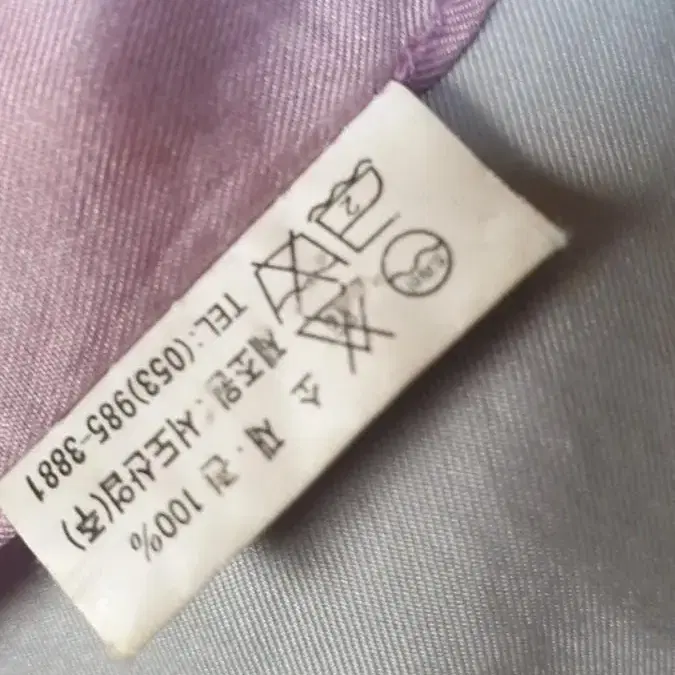 소 재 . 견 100%
제조원 : 서도산업(주)
TEL : (053)985-3881